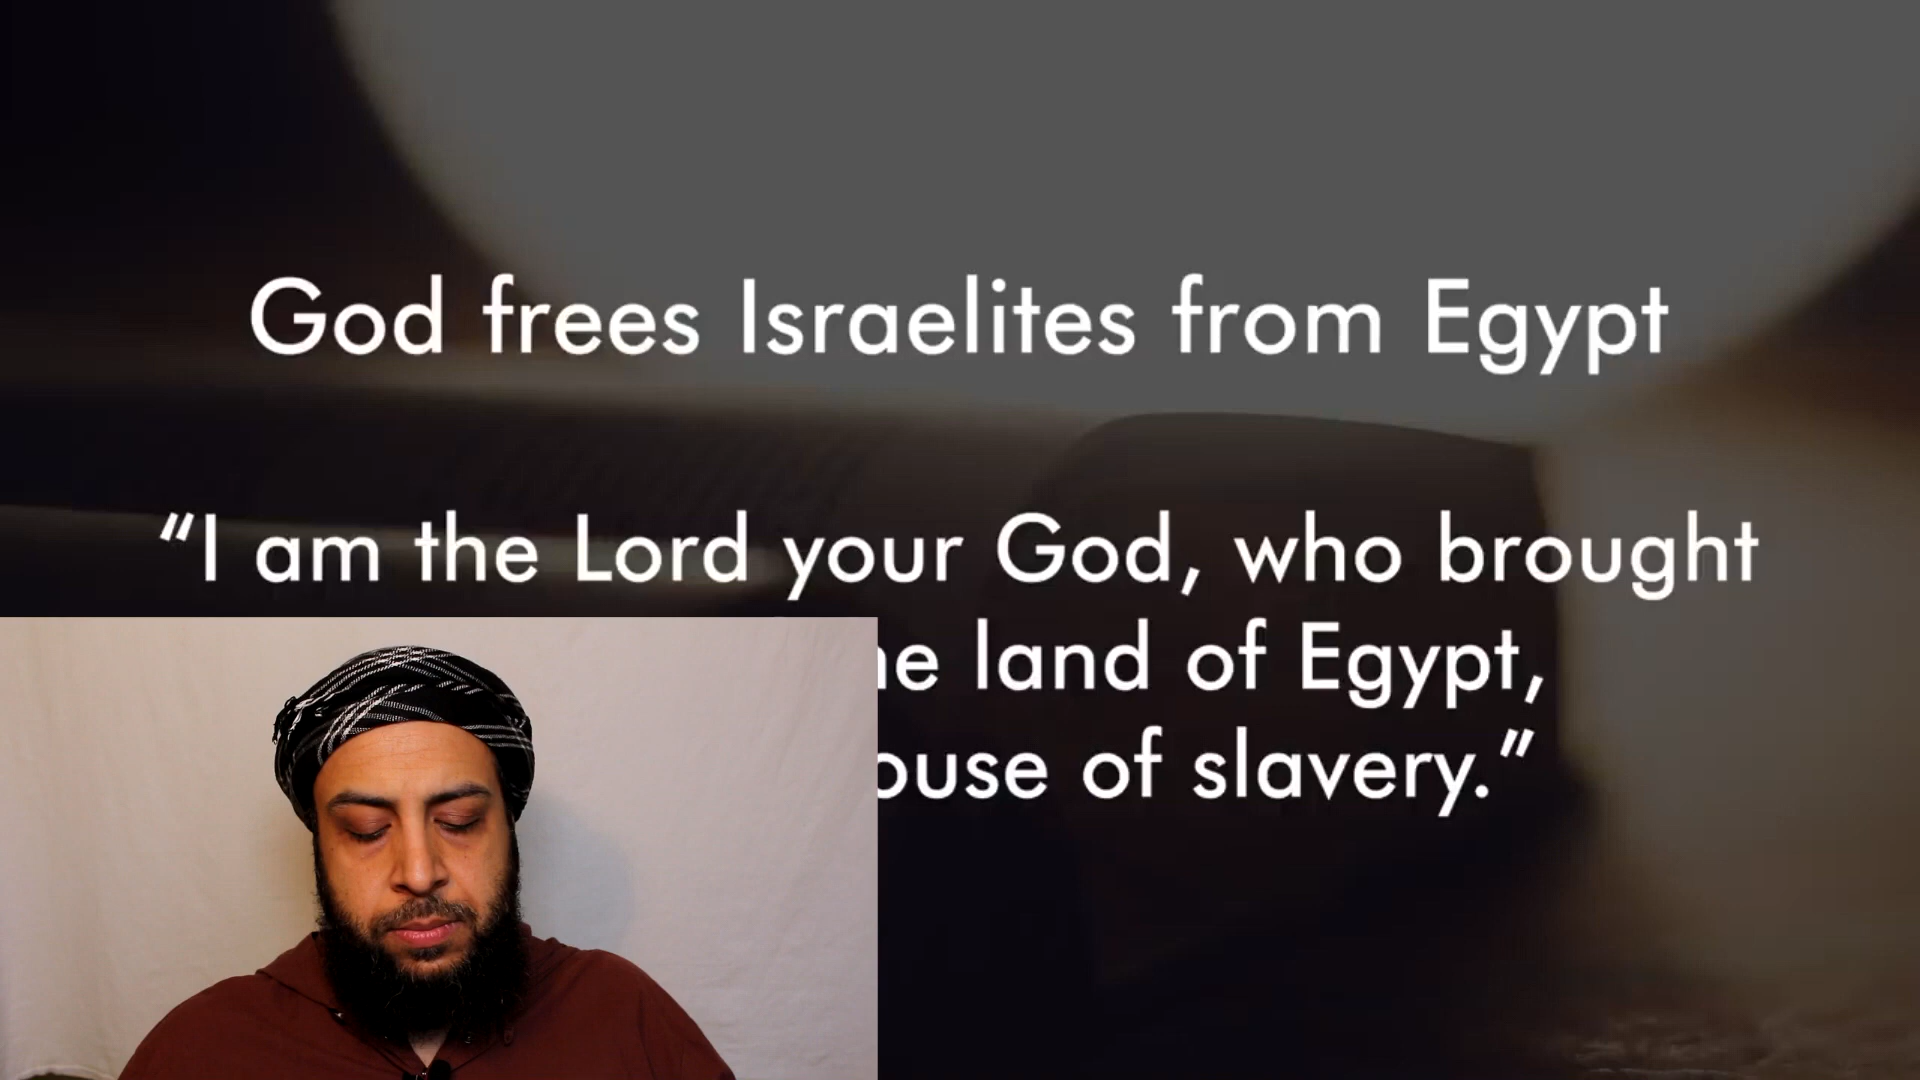 God frees Israelites from Egypt
“I am the Lord your God, who brought
land of Egypt,
of slavery.”